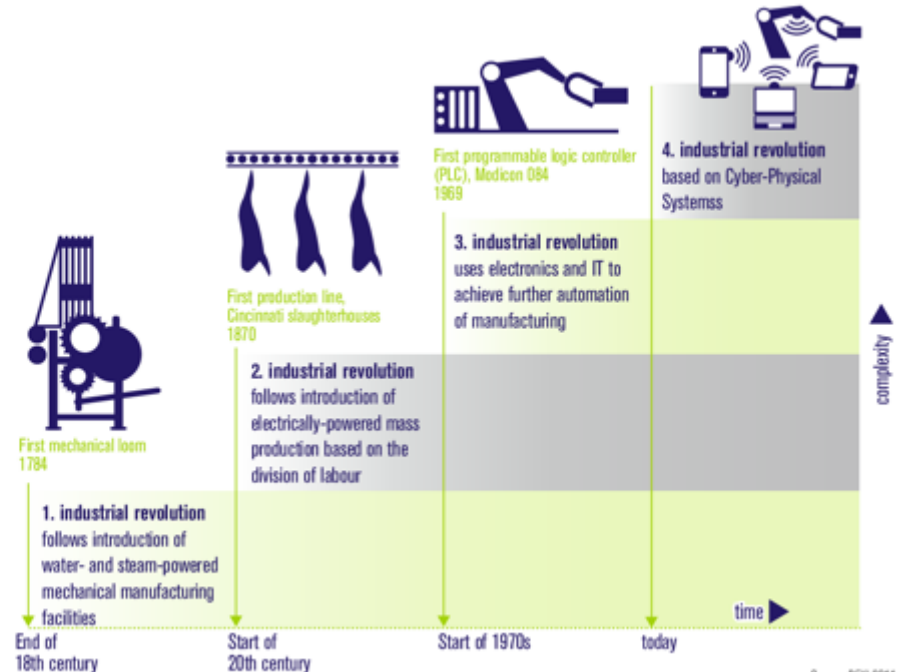 4. industrial revolution
based on Cyber-Physical
Systemss
First programmable logic controller
(PLC), Modicon 084
1969
3. industrial revolution
uses electronics and IT to
achieve further automation
of manufacturing
First production line,
Cincinnati slaughterhouses
1870
2. industrial revolution
follows introduction of
electrically-powered mass
production based on the
division of labour
First mechanical loom
1784
1. industrial revolution
follows introduction of
water- and steam-powered
mechanical manufacturing
facilities
complexity
time
End of
18th century
Start of
20th century
Start of 1970s
today